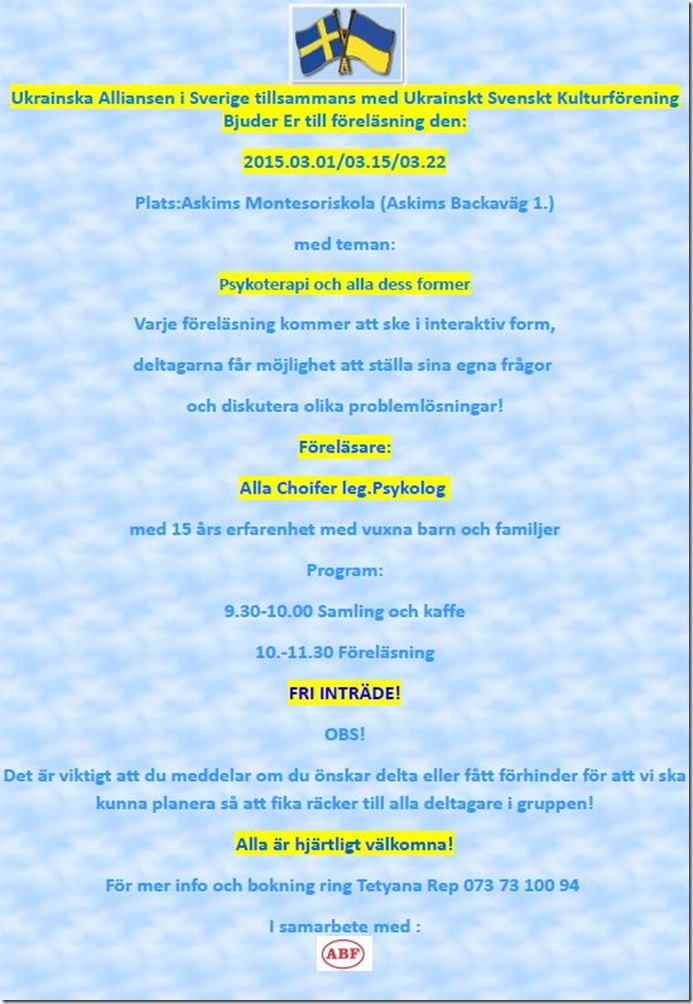 Ukrainska Alliansen i Sverige tillsammans med Ukrainskt Svenskt Kulturförening
Bjuder Er till föreläsning den:
2015.03.01/03.15/03.22
Plats:Askims Montesoriskola (Askims Backaväg 1.)
med teman:
Psykoterapi och alla dess former
Varje föreläsning kommer att ske i interaktiv form,
deltagarna får möjlighet att ställa sina egna frågor
och diskutera olika problemlösningar!
Föreläsare:
Alla Choifer leg.Psykolog
med 15 års erfarenhet med vuxna barn och familjer
Program:
9.30-10.00 Samling och kaffe
10.-11.30 Föreläsning
FRI INTRÄDE!
OBS!
Det är viktigt att du meddelar om du önskar delta eller fått förhinder för att vi ska
kunna planera så att fika räcker till alla deltagare i gruppen!
Alla är hjärtligt välkomna!
För mer info och bokning ring Tetyana Rep 073 73 100 94
I samarbete med :
ABF